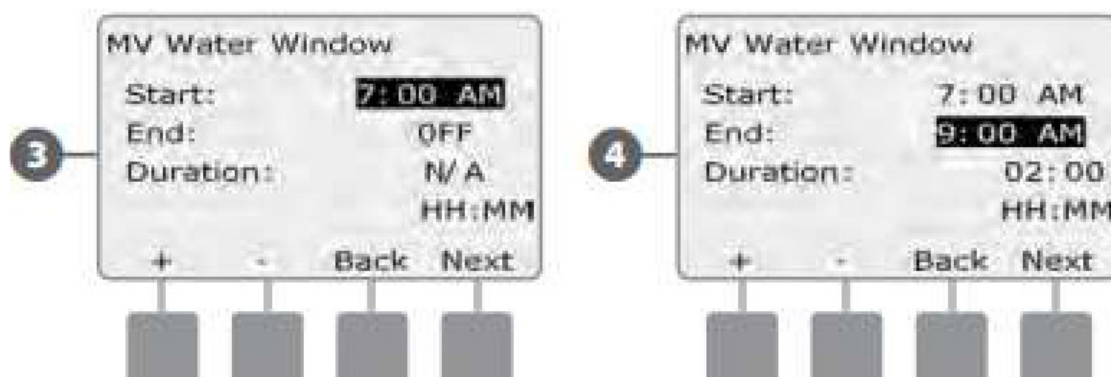 3
MV Water Window
Start: 7:00 AM
End: 0FF
Duration: N/A
HH:MM
+ - Back Next
4
MV Water Window
Start: 7:00 AM
End: 9:00 AM
Duration: 02:00
HH:MM
+ - Back Next